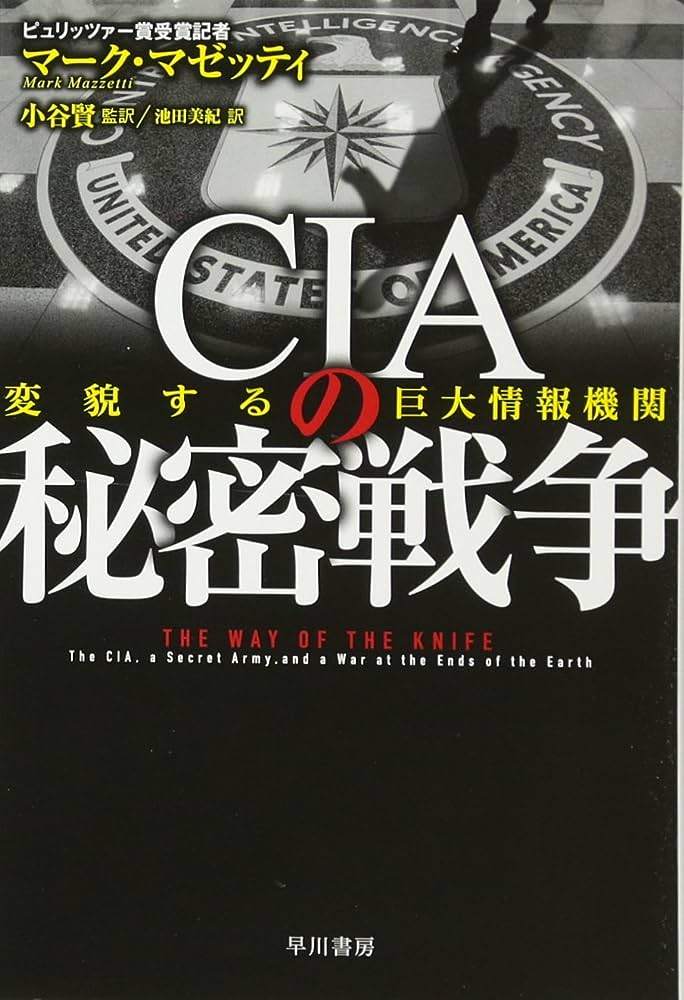 ピュリッツァー賞受賞記者
マーク・マゼッティ
Mark Mazzetti
小谷賢 監訳/池田美紀 訳
INTELLIGENCE AGENCY
UNITED STATES OF AMERICA
CIA
の
変貌する巨大情報機関
秘密戦争
THE WAY OF THE KNIFE
The CIA, a Secret Army, and a War at the Ends of the Earth
早川書房